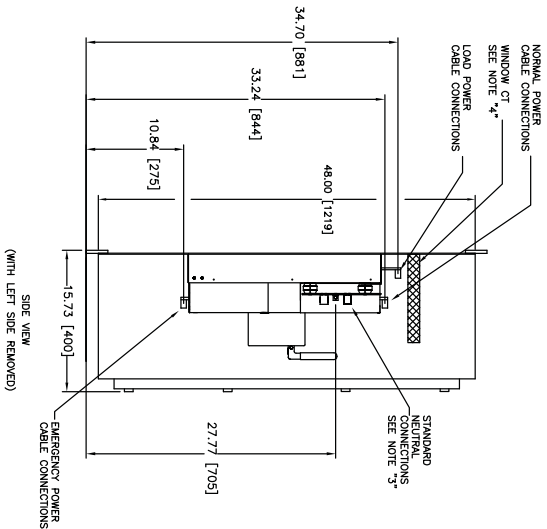 NORMAL POWER
CABLE CONNECTIONS
WINDOW CT
SEE NOTE "4"
LOAD POWER
CABLE CONNECTIONS
34.70 [881]
33.24 [844]
10.84 [275]
48.00 [1219]
15.73 [400]
27.77 [705]
STANDARD
NEUTRAL
CONNECTIONS
SEE NOTE "3"
EMERGENCY POWER
CABLE CONNECTIONS
SIDE VIEW
(WITH LEFT SIDE REMOVED)